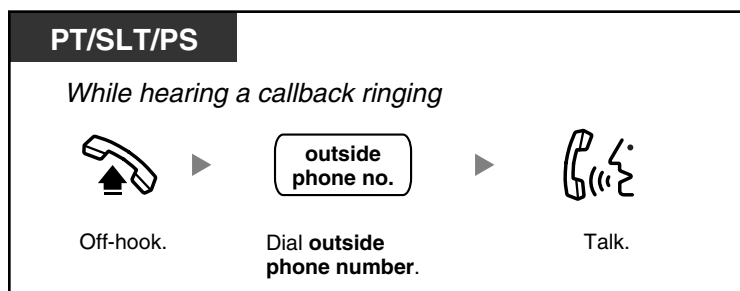 PT/SLT/PS
While hearing a callback ringing
outside
phone no.
Off-hook.
Dial outside
phone number.
Talk.